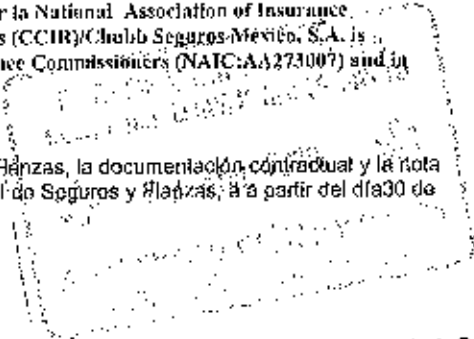 r la National Association of Insurance
s (CCIR)/Chubb Seguros México, S.A. is
nce Commissioners (NAIC:AA273007) and in
Fianzas, la documentación contractual y la nota
l de Seguros y Fianzas, a a partir del día30 de